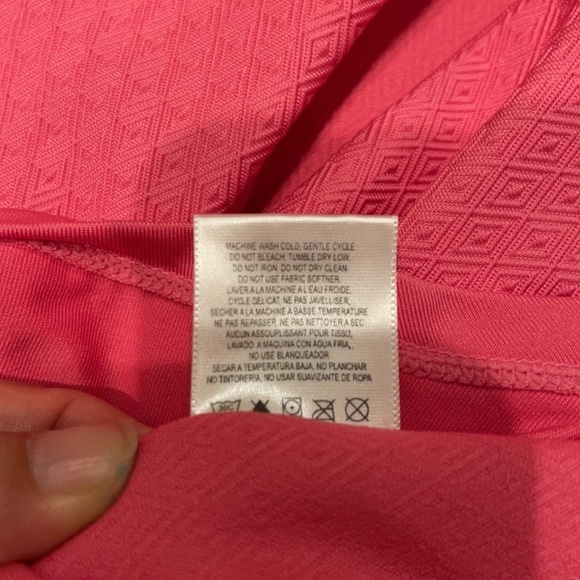 MACHINE WASH COLD, GENTLE CYCLE
DO NOT BLEACH, TUMBLE DRY LOW.
DO NOT IRON. DO NOT DRY CLEAN
DO NOT USE FABRIC SOFTNER.
LAVER A LA MACHINE A L'EAU FROIDE,
CYCLE DELICAT, NE PAS JAVELLISER,
SECHER A LA MACHINE A BASSE TEMPERATURE
NE PAS REPASSER. NE PAS NETTOYER A SEC
AUCUN ASSOUPLISSANT POUR TISSO,
LAVADO A MAQUINA CON AGUA FRIA,
NO USE BLANQUEADOR
SECAR A TEMPERATURA BAJA, NO PLANCHAR
NO TINTORERIA, NO USAR SUAVIZANTE DE ROPA
30C